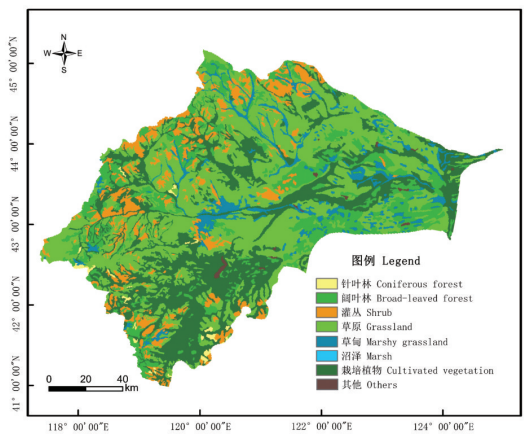 N
W E
S
45° 00′00″N
44° 00′00″N
43° 00′00″N
42° 00′00″N
41° 00′00″N
图例 Legend
针叶林 Coniferous forest
阔叶林 Broad-leaved forest
灌丛 Shrub
草原 Grassland
草甸 Marshy grassland
沼泽 Marsh
栽培植物 Cultivated vegetation
其他 Others
0 20 40
km
118° 00′00″E 120° 00′00″E 122° 00′00″E 124° 00′00″E